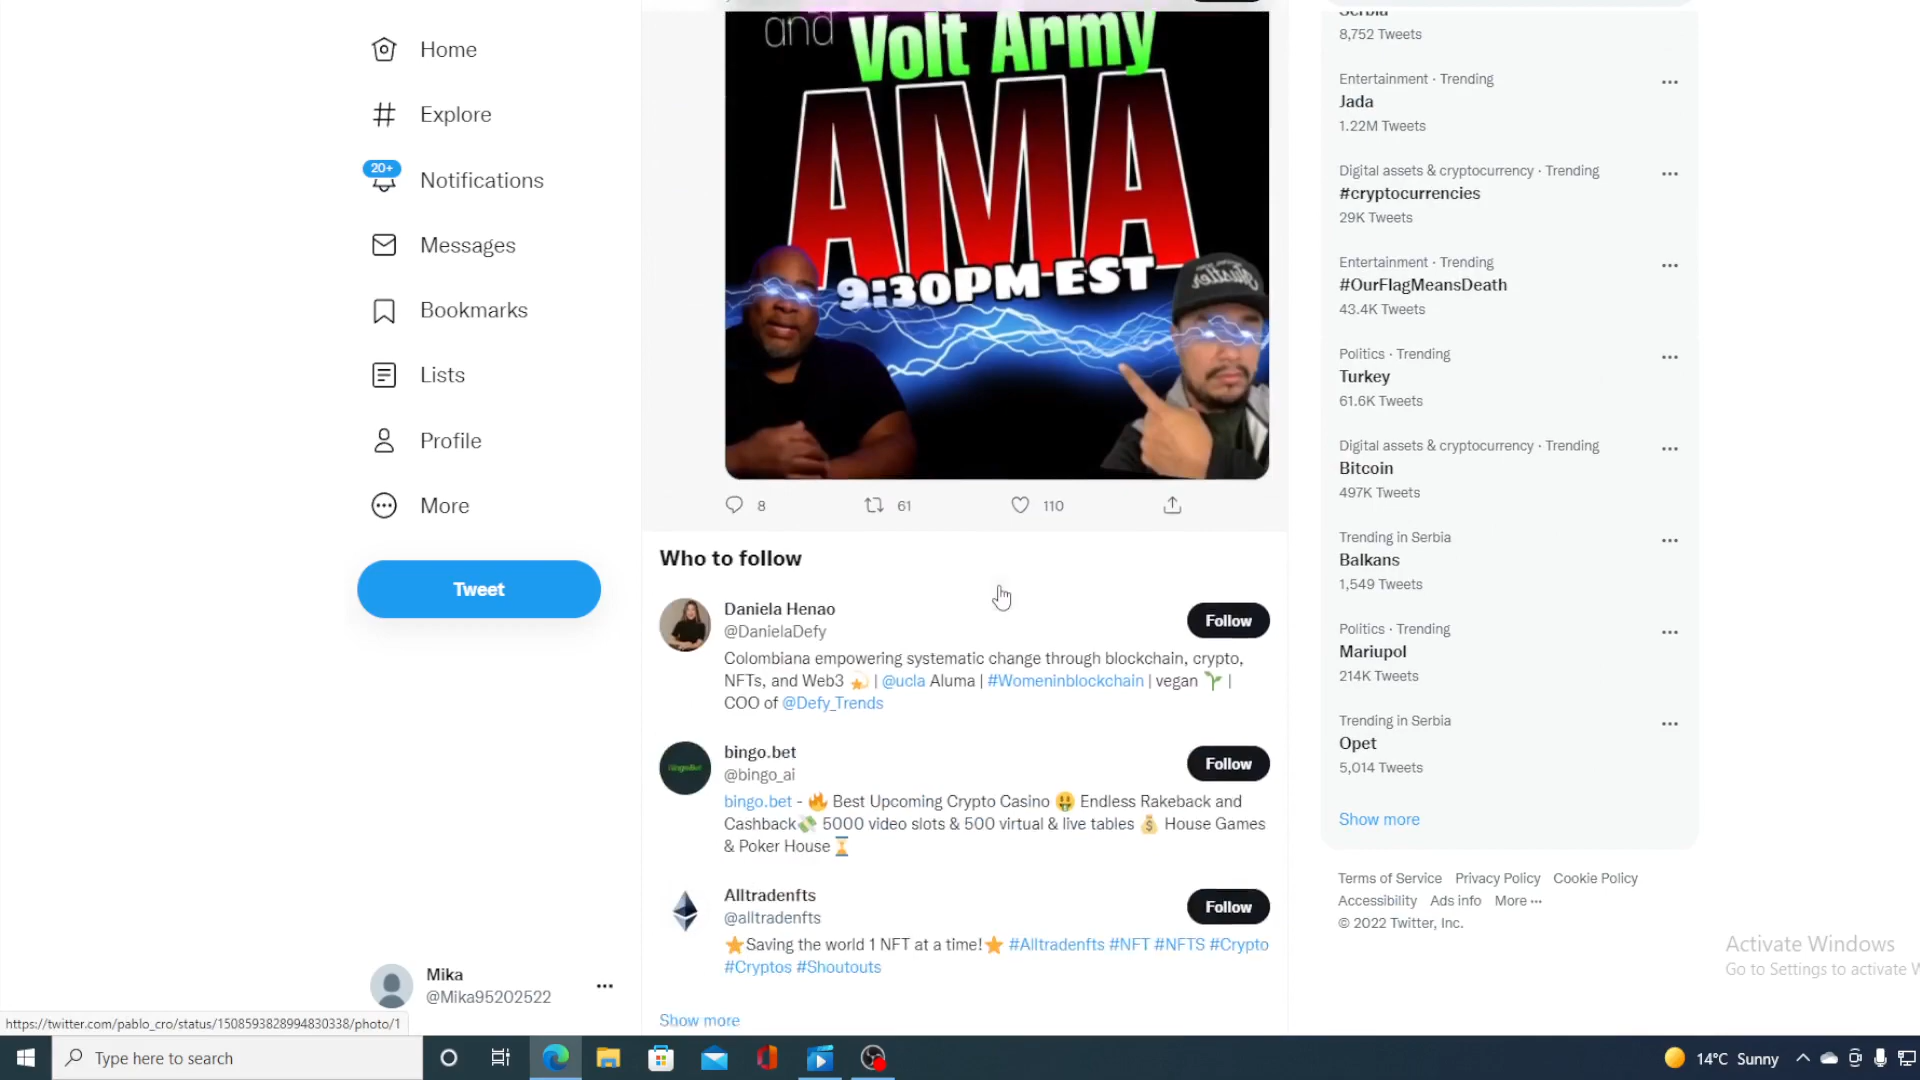 Home
Explore
20+
Notifications
Messages
Bookmarks
Lists
Profile
More
Tweet
Mika
@Mika95202522
https://twitter.com/pablo_cro/status/1508593828994830338/photo/1
and Volt Army
AMA
9:30PM EST
8 61 110
Who to follow
Daniela Henao
@DanielaDefy
Follow
Colombiana empowering systematic change through blockchain, crypto,
NFTs, and Web3 💫 | @ucla Aluma | #Womeninblockchain | vegan 🌱 |
COO of @Defy_Trends
bingo.bet
@bingo_ai
Follow
bingo.bet - 🔥 Best Upcoming Crypto Casino 🤑 Endless Rakeback and
Cashback💸 5000 video slots & 500 virtual & live tables 💰 House Games
& Poker House ⏳
Alltradenfts
@alltradenfts
Follow
⭐Saving the world 1 NFT at a time!⭐ #Alltradenfts #NFT #NFTS #Crypto
#Cryptos #Shoutouts
Show more
Serbia
8,752 Tweets
Entertainment · Trending
Jada
1.22M Tweets
Digital assets & cryptocurrency · Trending
#cryptocurrencies
29K Tweets
Entertainment · Trending
#OurFlagMeansDeath
43.4K Tweets
Politics · Trending
Turkey
61.6K Tweets
Digital assets & cryptocurrency · Trending
Bitcoin
497K Tweets
Trending in Serbia
Balkans
1,549 Tweets
Politics · Trending
Mariupol
214K Tweets
Trending in Serbia
Opet
5,014 Tweets
Show more
Terms of Service Privacy Policy Cookie Policy
Accessibility Ads info More ···
© 2022 Twitter, Inc.
Activate Windows
Go to Settings to activate W
Type here to search
14°C Sunny